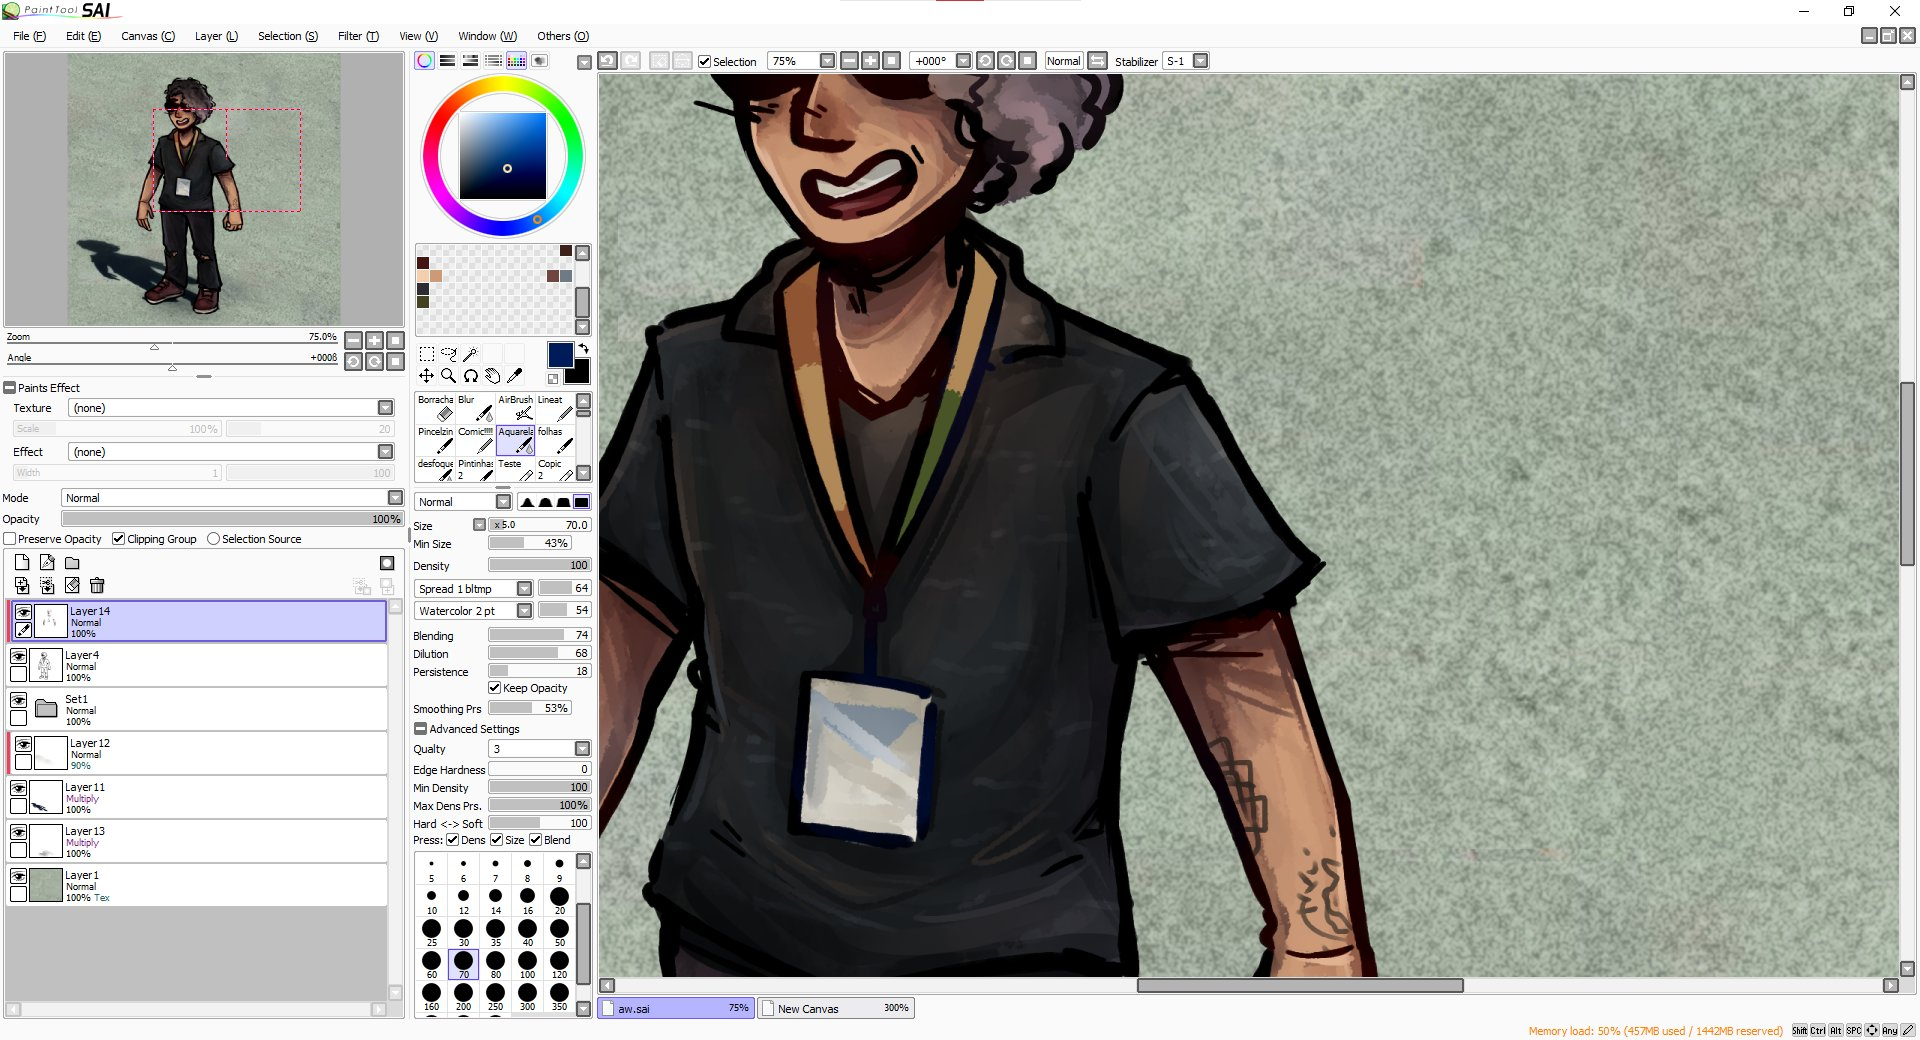 PaintTool SAI
File (F) Edit (E) Canvas (C) Layer (L) Selection (S) Filter (T) View (V) Window (W) Others (O)
Selection 75% +000° Normal Stabilizer S-1
Zoom 75.0%
Angle +000ß
Paints Effect
Texture (none)
Scale 100% 20
Effect (none)
Width 1 100
Mode Normal
Opacity 100%
Preserve Opacity Clipping Group Selection Source
Layer14
Normal
100%
Layer4
Normal
100%
Set1
Normal
100%
Layer12
Normal
90%
Layer11
Multiply
100%
Layer13
Multiply
100%
Layer1
Normal
100% Tex
Borracha Blur AirBrush Lineat
Pincelzin Comic!!!! Aquarela folhas
desfoque Pintinhas Teste Copic
2 2
Normal
Size x 5.0 70.0
Min Size 43%
Density 100
Spread 1 bltmp 64
Watercolor 2 pt 54
Blending 74
Dilution 68
Persistence 18
Keep Opacity
Smoothing Prs 53%
Advanced Settings
Qualty 3
Edge Hardness 0
Min Density 100
Max Dens Prs. 100%
Hard <-> Soft 100
Press: Dens Size Blend
5 6 7 8 9
10 12 14 16 20
25 30 35 40 50
60 70 80 100 120
160 200 250 300 350
aw.sai 75% New Canvas 300%
Memory load: 50% (457MB used / 1442MB reserved) Shift Ctrl Alt SPC Any